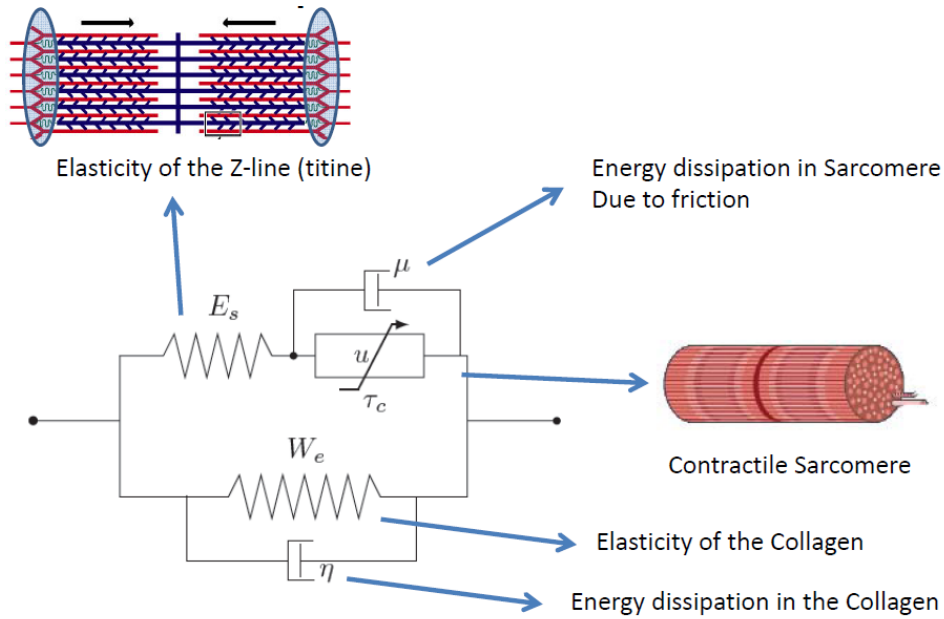 Elasticity of the Z-line (titine)
Energy dissipation in Sarcomere
Due to friction
μ
E_s
u
τ_c
Contractile Sarcomere
W_e
Elasticity of the Collagen
η
Energy dissipation in the Collagen